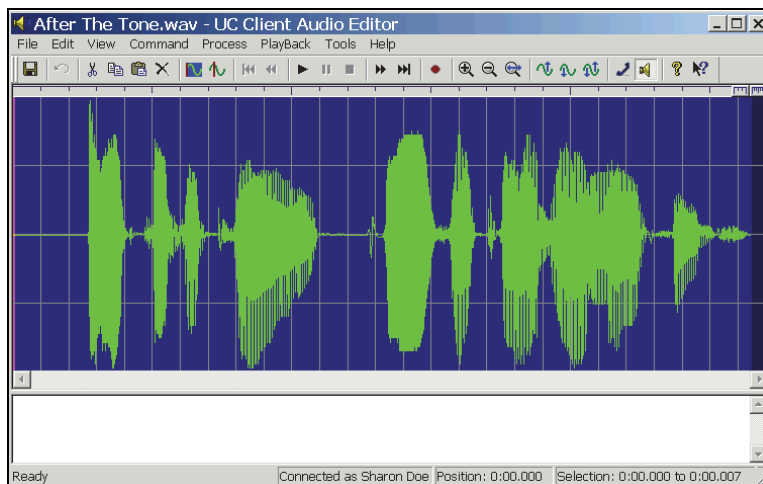 After The Tone.wav - UC Client Audio Editor
File Edit View Command Process PlayBack Tools Help
Ready Connected as Sharon Doe Position: 0:00.000 Selection: 0:00.000 to 0:00.007